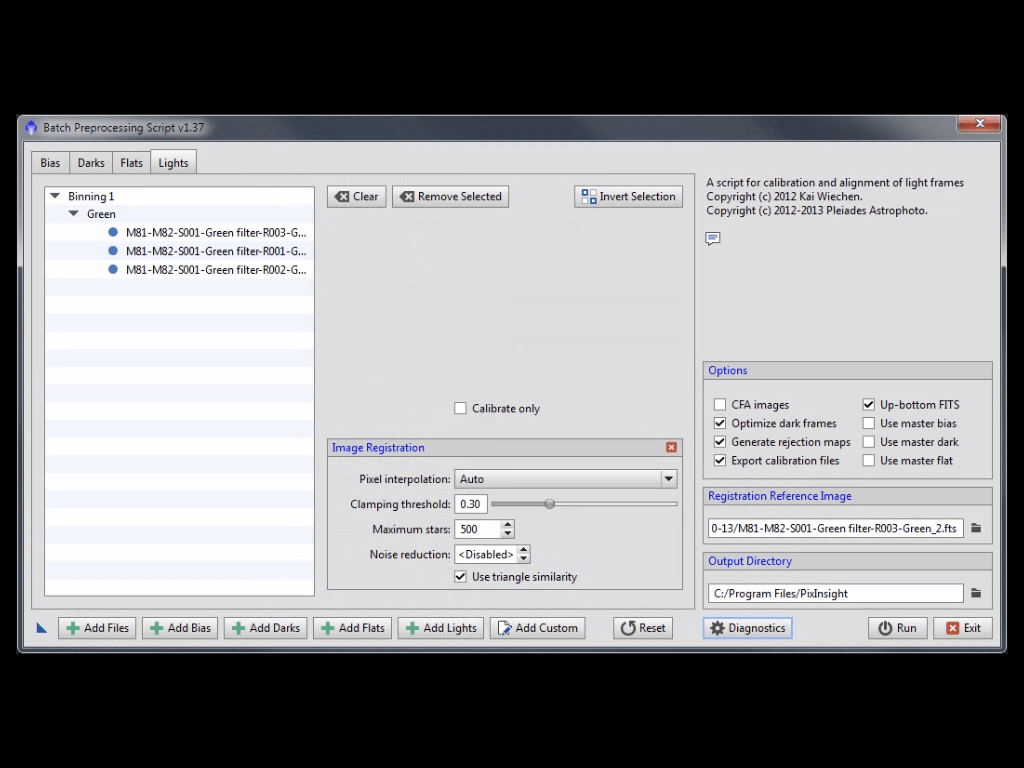 Batch Preprocessing Script v1.37
Bias Darks Flats Lights
Binning 1
Green
M81-M82-S001-Green filter-R003-G...
M81-M82-S001-Green filter-R001-G...
M81-M82-S001-Green filter-R002-G...
Clear Remove Selected Invert Selection
Calibrate only
Image Registration
Pixel interpolation: Auto
Clamping threshold: 0.30
Maximum stars: 500
Noise reduction: <Disabled>
Use triangle similarity
A script for calibration and alignment of light frames
Copyright (c) 2012 Kai Wiechen.
Copyright (c) 2012-2013 Pleiades Astrophoto.
Options
CFA images Up-bottom FITS
Optimize dark frames Use master bias
Generate rejection maps Use master dark
Export calibration files Use master flat
Registration Reference Image
0-13/M81-M82-S001-Green filter-R003-Green_2.fts
Output Directory
C:/Program Files/PixInsight
Add Files Add Bias Add Darks Add Flats Add Lights Add Custom Reset Diagnostics Run Exit